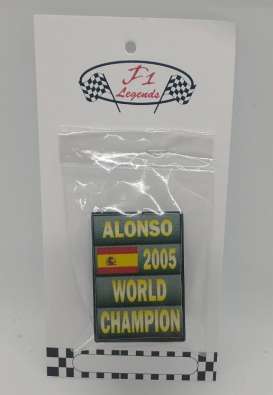 F1
Legends
ALONSO
2005
WORLD
CHAMPION